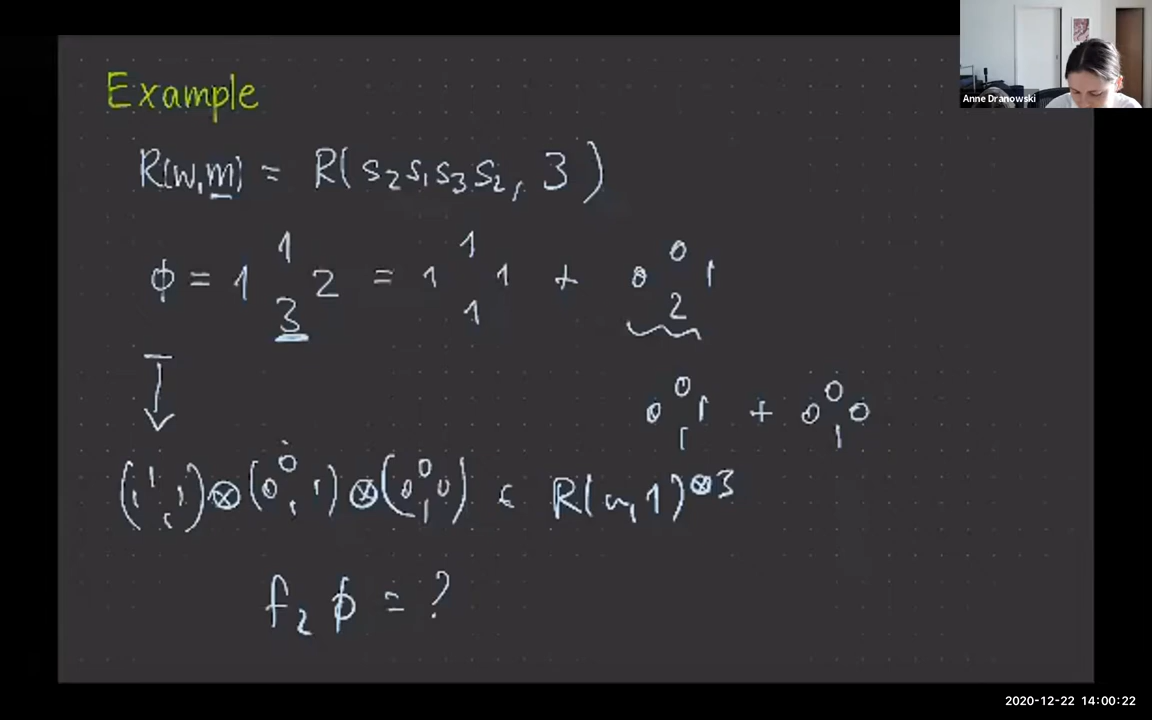 Example
Anne Dranowski
R(w,m) = R(s₂s₁s₃s₂, 3)
1 1 0
ϕ = 1 2 = 1 1 + 0 1
3 1 2
0 0
0 1 + 0 0
1 1
(1 1 1 1) ⊗ (0 0 1 1) ⊗ (0 0 0 1) ∈ R(w,1)^⊗3
f₂ ϕ = ?
2020-12-22 14:00:22